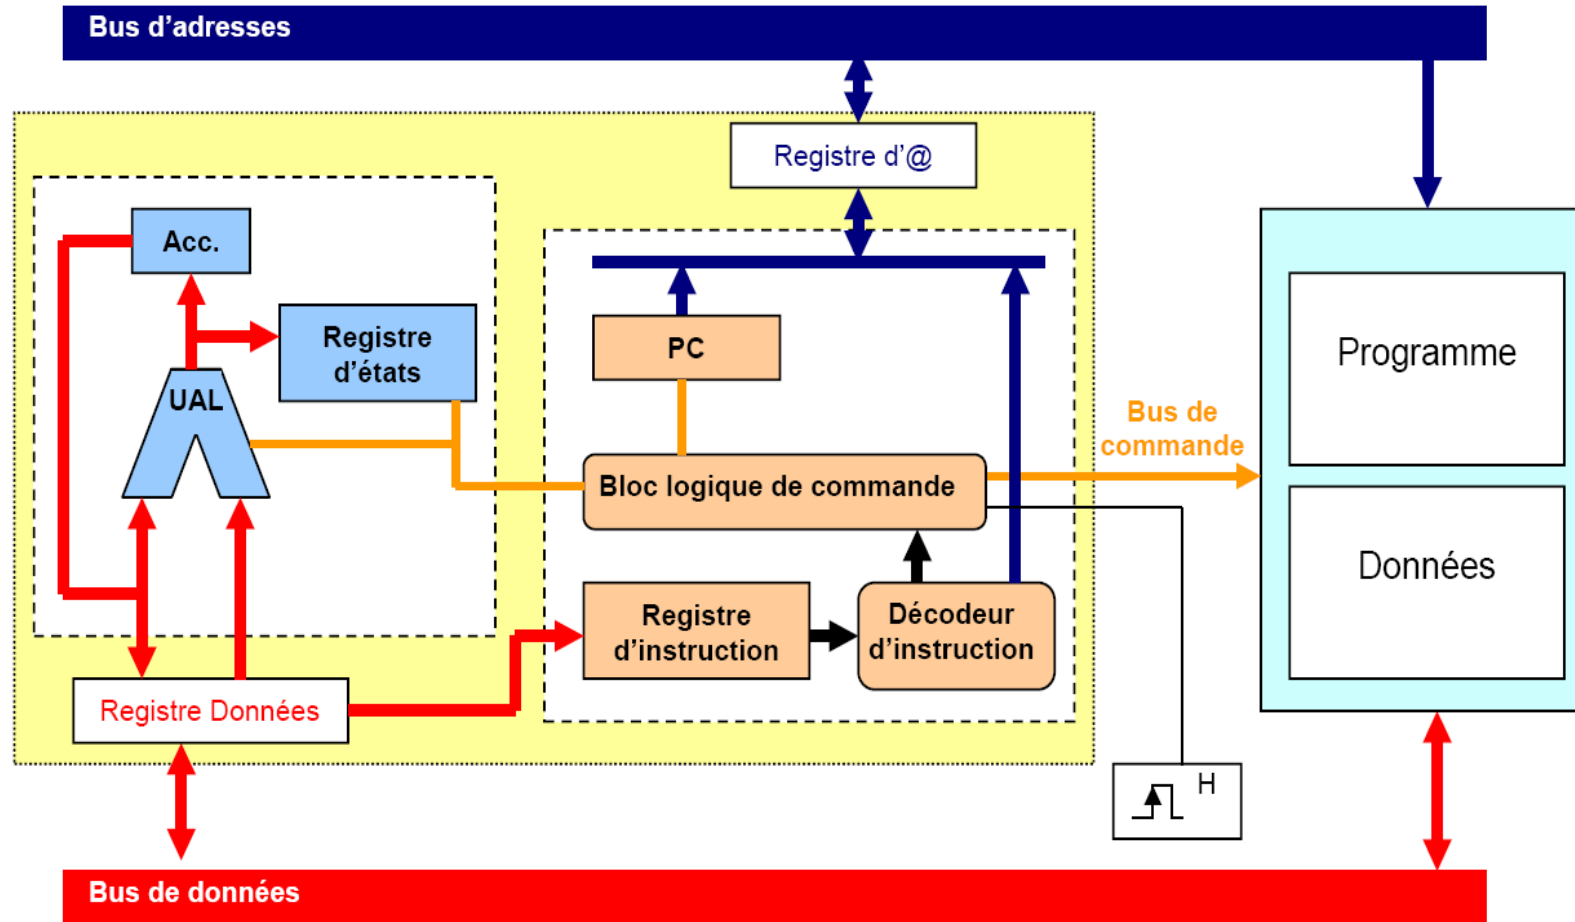 Bus d’adresses
Registre d’@
Acc.
Registre
d’états
UAL
PC
Programme
Bus de
commande
Bloc logique de commande
Données
Registre
d’instruction
Décodeur
d’instruction
Registre Données
H
Bus de données